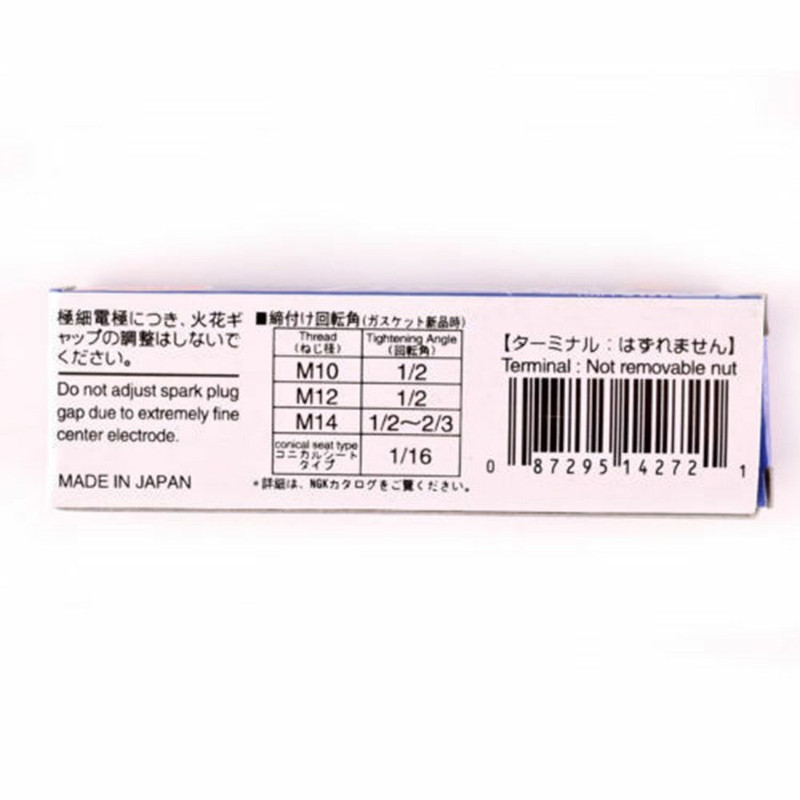 極細電極につき、火花ギ
ャップの調整はしないで
ください。
Do not adjust spark plug
gap due to extremely fine
center electrode.
MADE IN JAPAN
■締付け回転角(ガスケット新品時)
Thread Tightening Angle
(ねじ径) (回転角)
M10 1/2
M12 1/2
M14 1/2〜2/3
conical seat type
コニカルシート
タイプ 1/16
*詳細は、NGKカタログをご覧ください。
【ターミナル：はずれません】
Terminal : Not removable nut
0 87295 14272 1